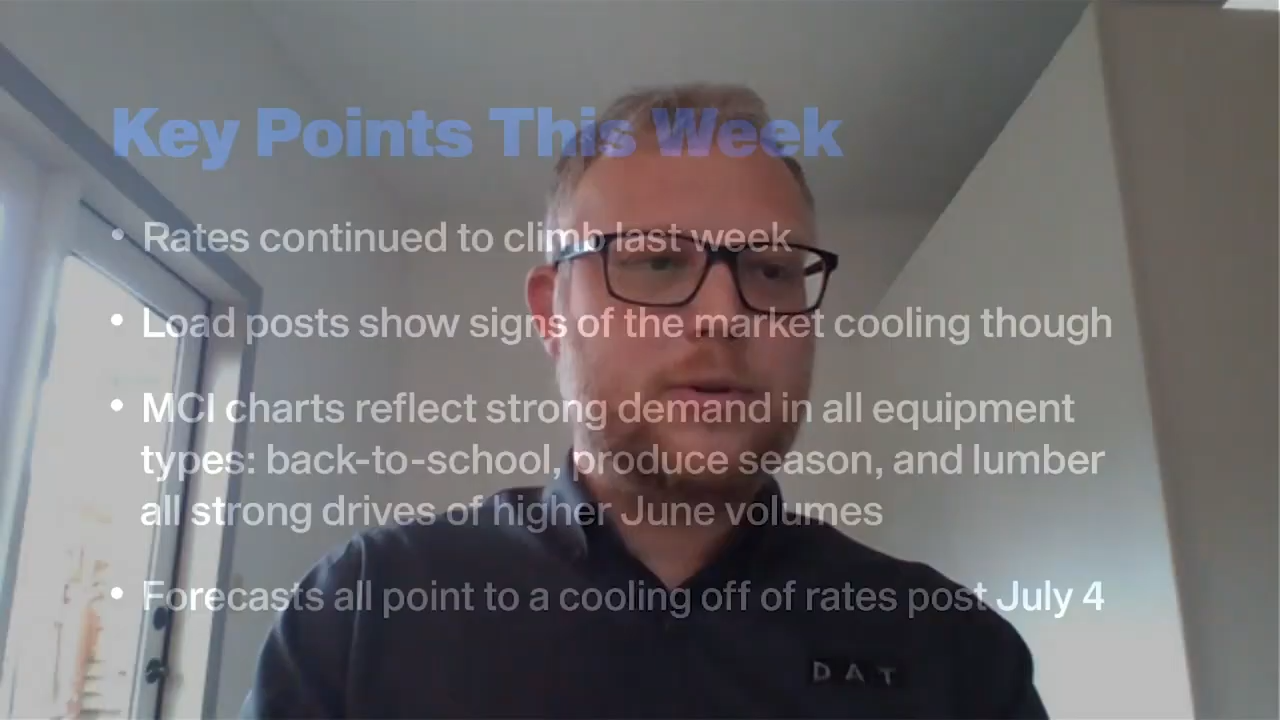 Key Points This Week
• Rates continued to climb last week
• Load posts show signs of the market cooling though
• MCI charts reflect strong demand in all equipment
types: back-to-school, produce season, and lumber
all strong drives of higher June volumes
• Forecasts all point to a cooling off of rates post July 4
DAT